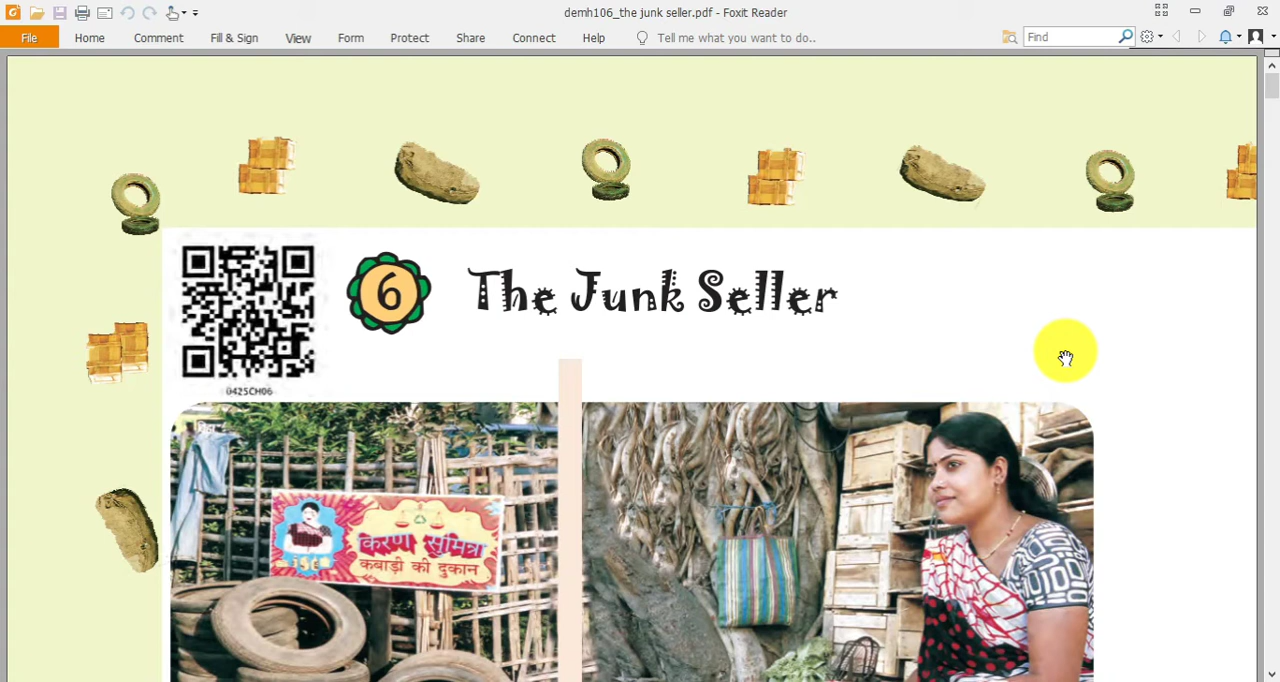 demh106_the junk seller.pdf - Foxit Reader
File Home Comment Fill & Sign View Form Protect Share Connect Help Tell me what you want to do.. Find
6 The Junk Seller
0425CH06
किरण सुमित्रा
कबाड़ी की दुकान